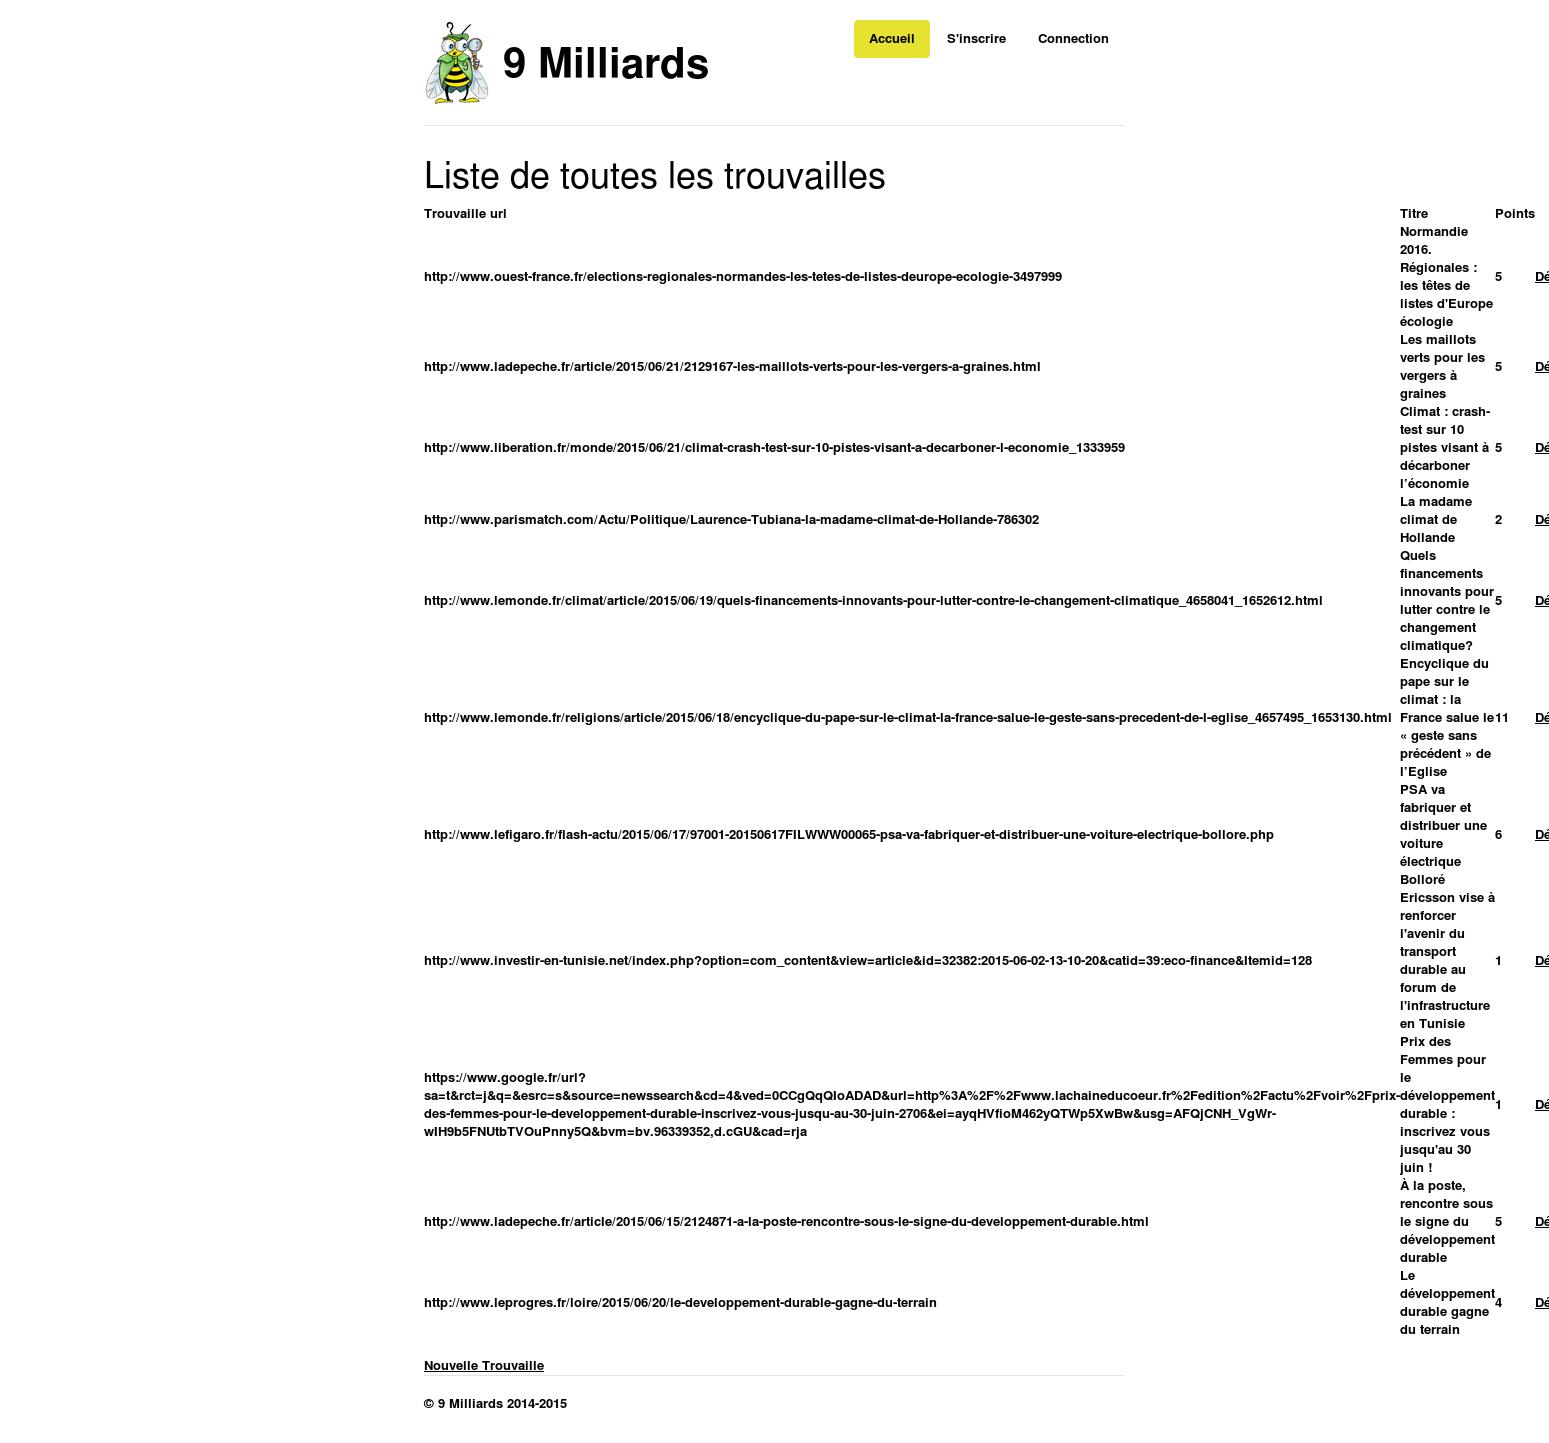 9 Milliards
Accueil S'inscrire Connection
Liste de toutes les trouvailles
Trouvaille url Titre Points
http://www.ouest-france.fr/elections-regionales-normandes-les-tetes-de-listes-deurope-ecologie-3497999
Normandie
2016.
Régionales :
les têtes de
listes d'Europe
écologie
5 Dé
http://www.ladepeche.fr/article/2015/06/21/2129167-les-maillots-verts-pour-les-vergers-a-graines.html
Les maillots
verts pour les
vergers à
graines
5 Dé
http://www.liberation.fr/monde/2015/06/21/climat-crash-test-sur-10-pistes-visant-a-decarboner-l-economie_1333959
Climat : crash-
test sur 10
pistes visant à
décarboner
l’économie
5 Dé
http://www.parismatch.com/Actu/Politique/Laurence-Tubiana-la-madame-climat-de-Hollande-786302
La madame
climat de
Hollande
2 Dé
http://www.lemonde.fr/climat/article/2015/06/19/quels-financements-innovants-pour-lutter-contre-le-changement-climatique_4658041_1652612.html
Quels
financements
innovants pour
lutter contre le
changement
climatique?
5 Dé
http://www.lemonde.fr/religions/article/2015/06/18/encyclique-du-pape-sur-le-climat-la-france-salue-le-geste-sans-precedent-de-l-eglise_4657495_1653130.html
Encyclique du
pape sur le
climat : la
France salue le
« geste sans
précédent » de
l’Eglise
11 Dé
http://www.lefigaro.fr/flash-actu/2015/06/17/97001-20150617FILWWW00065-psa-va-fabriquer-et-distribuer-une-voiture-electrique-bollore.php
PSA va
fabriquer et
distribuer une
voiture
électrique
Bolloré
6 Dé
http://www.investir-en-tunisie.net/index.php?option=com_content&view=article&id=32382:2015-06-02-13-10-20&catid=39:eco-finance&Itemid=128
Ericsson vise à
renforcer
l'avenir du
transport
durable au
forum de
l'infrastructure
en Tunisie
1 Dé
https://www.google.fr/url?
sa=t&rct=j&q=&esrc=s&source=newssearch&cd=4&ved=0CCgQqQIoADAD&url=http%3A%2F%2Fwww.lachaineducoeur.fr%2Fedition%2Factu%2Fvoir%2Fprix-
des-femmes-pour-le-developpement-durable-inscrivez-vous-jusqu-au-30-juin-2706&ei=ayqHVfioM462yQTWp5XwBw&usg=AFQjCNH_VgWr-
wIH9b5FNUtbTVOuPnny5Q&bvm=bv.96339352,d.cGU&cad=rja
Prix des
Femmes pour
le
développement
durable :
inscrivez vous
jusqu'au 30
juin !
1 Dé
http://www.ladepeche.fr/article/2015/06/15/2124871-a-la-poste-rencontre-sous-le-signe-du-developpement-durable.html
À la poste,
rencontre sous
le signe du
développement
durable
5 Dé
http://www.leprogres.fr/loire/2015/06/20/le-developpement-durable-gagne-du-terrain
Le
développement
durable gagne
du terrain
4 Dé
Nouvelle Trouvaille
© 9 Milliards 2014-2015